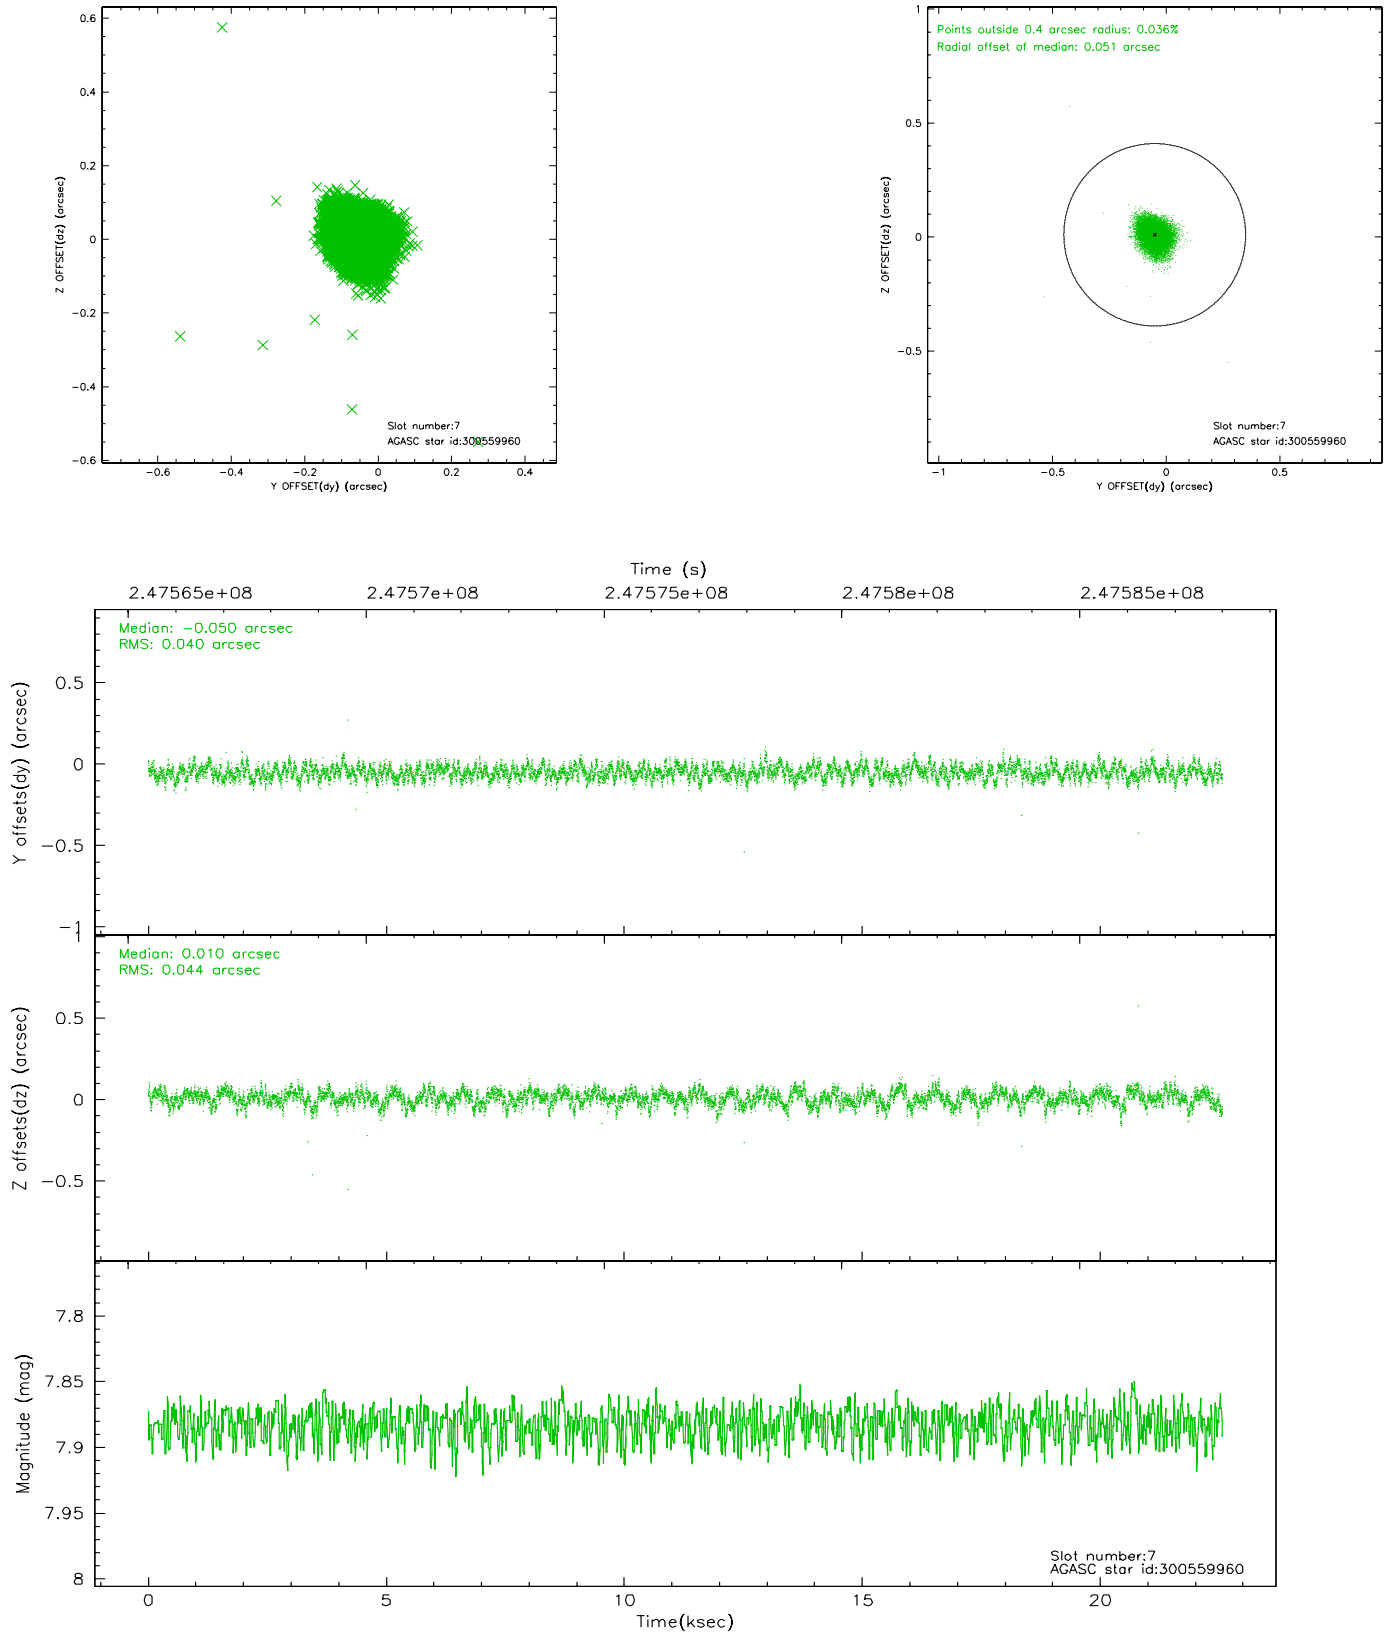 0.6
0.4
0.2
0
−0.2
−0.4
−0.6
Z OFFSET(dz) (arcsec)
Slot number:7
AGASC star id:300559960
−0.6 −0.4 −0.2 0 0.2 0.4
Y OFFSET(dy) (arcsec)
1
0.5
0
−0.5
Z OFFSET(dz) (arcsec)
Points outside 0.4 arcsec radius: 0.036%
Radial offset of median: 0.051 arcsec
Slot number:7
AGASC star id:300559960
−1 −0.5 0 0.5
Y OFFSET(dy) (arcsec)
Time (s)
2.47565e+08 2.4757e+08 2.47575e+08 2.4758e+08 2.47585e+08
Median: −0.050 arcsec
RMS: 0.040 arcsec
0.5
0
−0.5
−1
Y offsets(dy) (arcsec)
Median: 0.010 arcsec
RMS: 0.044 arcsec
1
0.5
0
−0.5
Z offsets(dz) (arcsec)
7.8
7.85
7.9
7.95
8
Magnitude (mag)
Slot number:7
AGASC star id:300559960
0 5 10 15 20
Time(ksec)